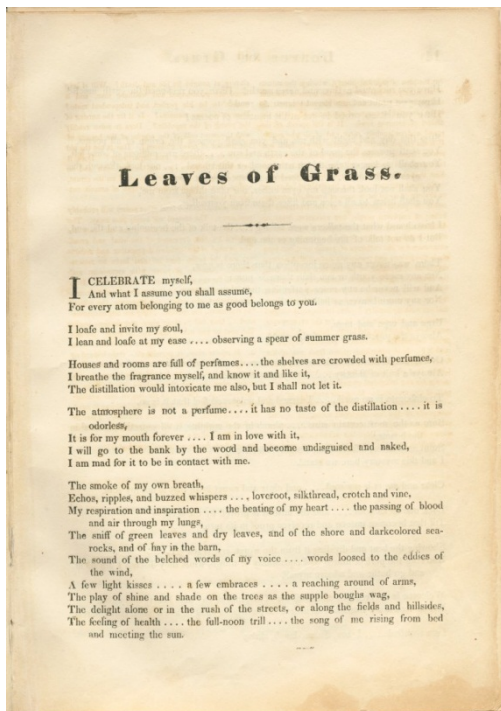 Leaves of Grass.
I CELEBRATE myself,
And what I assume you shall assume,
For every atom belonging to me as good belongs to you.
I loafe and invite my soul,
I lean and loafe at my ease .... observing a spear of summer grass.
Houses and rooms are full of perfumes.... the shelves are crowded with perfumes,
I breathe the fragrance myself, and know it and like it,
The distillation would intoxicate me also, but I shall not let it.
The atmosphere is not a perfume.... it has no taste of the distillation .... it is
odorless,
It is for my mouth forever .... I am in love with it,
I will go to the bank by the wood and become undisguised and naked,
I am mad for it to be in contact with me.
The smoke of my own breath,
Echos, ripples, and buzzed whispers .... loveroot, silkthread, crotch and vine,
My respiration and inspiration .... the beating of my heart .... the passing of blood
and air through my lungs,
The sniff of green leaves and dry leaves, and of the shore and darkcolored sea-
rocks, and of hay in the barn,
The sound of the belched words of my voice .... words loosed to the eddies of
the wind,
A few light kisses .... a few embraces .... a reaching around of arms,
The play of shine and shade on the trees as the supple boughs wag,
The delight alone or in the rush of the streets, or along the fields and hillsides,
The feeling of health .... the full-noon trill .... the song of me rising from bed
and meeting the sun.